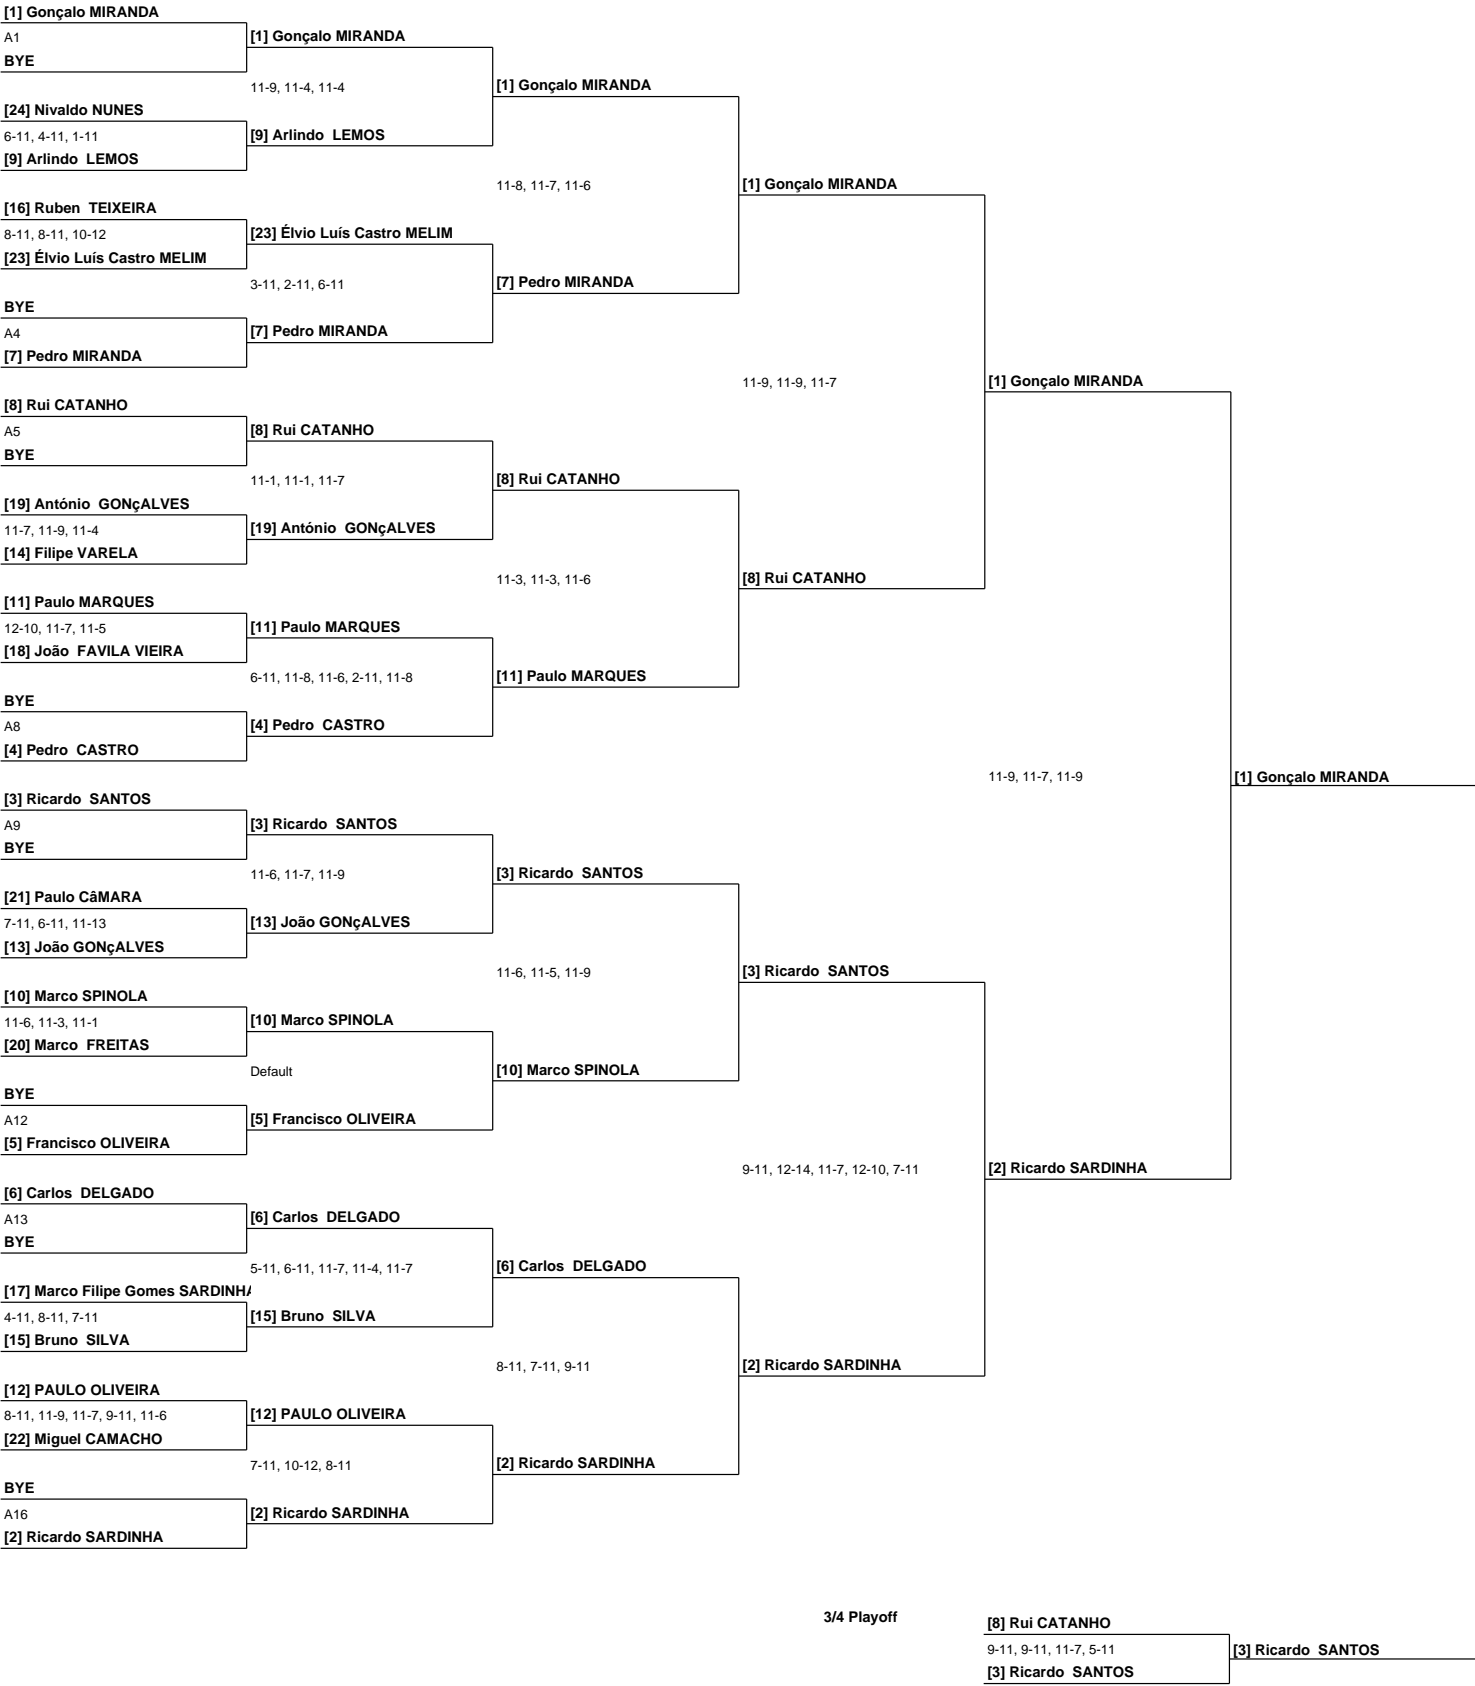 [1] Gonçalo MIRANDA
A1
BYE
[1] Gonçalo MIRANDA
11-9, 11-4, 11-4
[1] Gonçalo MIRANDA
[24] Nivaldo NUNES
6-11, 4-11, 1-11
[9] Arlindo  LEMOS
[9] Arlindo  LEMOS
11-8, 11-7, 11-6
[1] Gonçalo MIRANDA
[16] Ruben  TEIXEIRA
8-11, 8-11, 10-12
[23] Élvio Luís Castro MELIM
[23] Élvio Luís Castro MELIM
3-11, 2-11, 6-11
[7] Pedro MIRANDA
BYE
A4
[7] Pedro MIRANDA
[7] Pedro MIRANDA
11-9, 11-9, 11-7
[1] Gonçalo MIRANDA
[8] Rui CATANHO
A5
BYE
[8] Rui CATANHO
11-1, 11-1, 11-7
[8] Rui CATANHO
[19] António  GONçALVES
11-7, 11-9, 11-4
[14] Filipe VARELA
[19] António  GONçALVES
11-3, 11-3, 11-6
[8] Rui CATANHO
[11] Paulo MARQUES
12-10, 11-7, 11-5
[18] João  FAVILA VIEIRA
[11] Paulo MARQUES
6-11, 11-8, 11-6, 2-11, 11-8
[11] Paulo MARQUES
BYE
A8
[4] Pedro  CASTRO
[4] Pedro  CASTRO
11-9, 11-7, 11-9
[1] Gonçalo MIRANDA
[3] Ricardo  SANTOS
A9
BYE
[3] Ricardo  SANTOS
11-6, 11-7, 11-9
[3] Ricardo  SANTOS
[21] Paulo CâMARA
7-11, 6-11, 11-13
[13] João GONçALVES
[13] João GONçALVES
11-6, 11-5, 11-9
[3] Ricardo  SANTOS
[10] Marco SPINOLA
11-6, 11-3, 11-1
[20] Marco  FREITAS
[10] Marco SPINOLA
Default
[10] Marco SPINOLA
BYE
A12
[5] Francisco OLIVEIRA
[5] Francisco OLIVEIRA
9-11, 12-14, 11-7, 12-10, 7-11
[2] Ricardo SARDINHA
[6] Carlos  DELGADO
A13
BYE
[6] Carlos  DELGADO
5-11, 6-11, 11-7, 11-4, 11-7
[6] Carlos  DELGADO
[17] Marco Filipe Gomes SARDINHA
4-11, 8-11, 7-11
[15] Bruno  SILVA
[15] Bruno  SILVA
8-11, 7-11, 9-11
[2] Ricardo SARDINHA
[12] PAULO OLIVEIRA
8-11, 11-9, 11-7, 9-11, 11-6
[22] Miguel CAMACHO
[12] PAULO OLIVEIRA
7-11, 10-12, 8-11
[2] Ricardo SARDINHA
BYE
A16
[2] Ricardo SARDINHA
[2] Ricardo SARDINHA
3/4 Playoff
[8] Rui CATANHO
9-11, 9-11, 11-7, 5-11
[3] Ricardo  SANTOS
[3] Ricardo  SANTOS